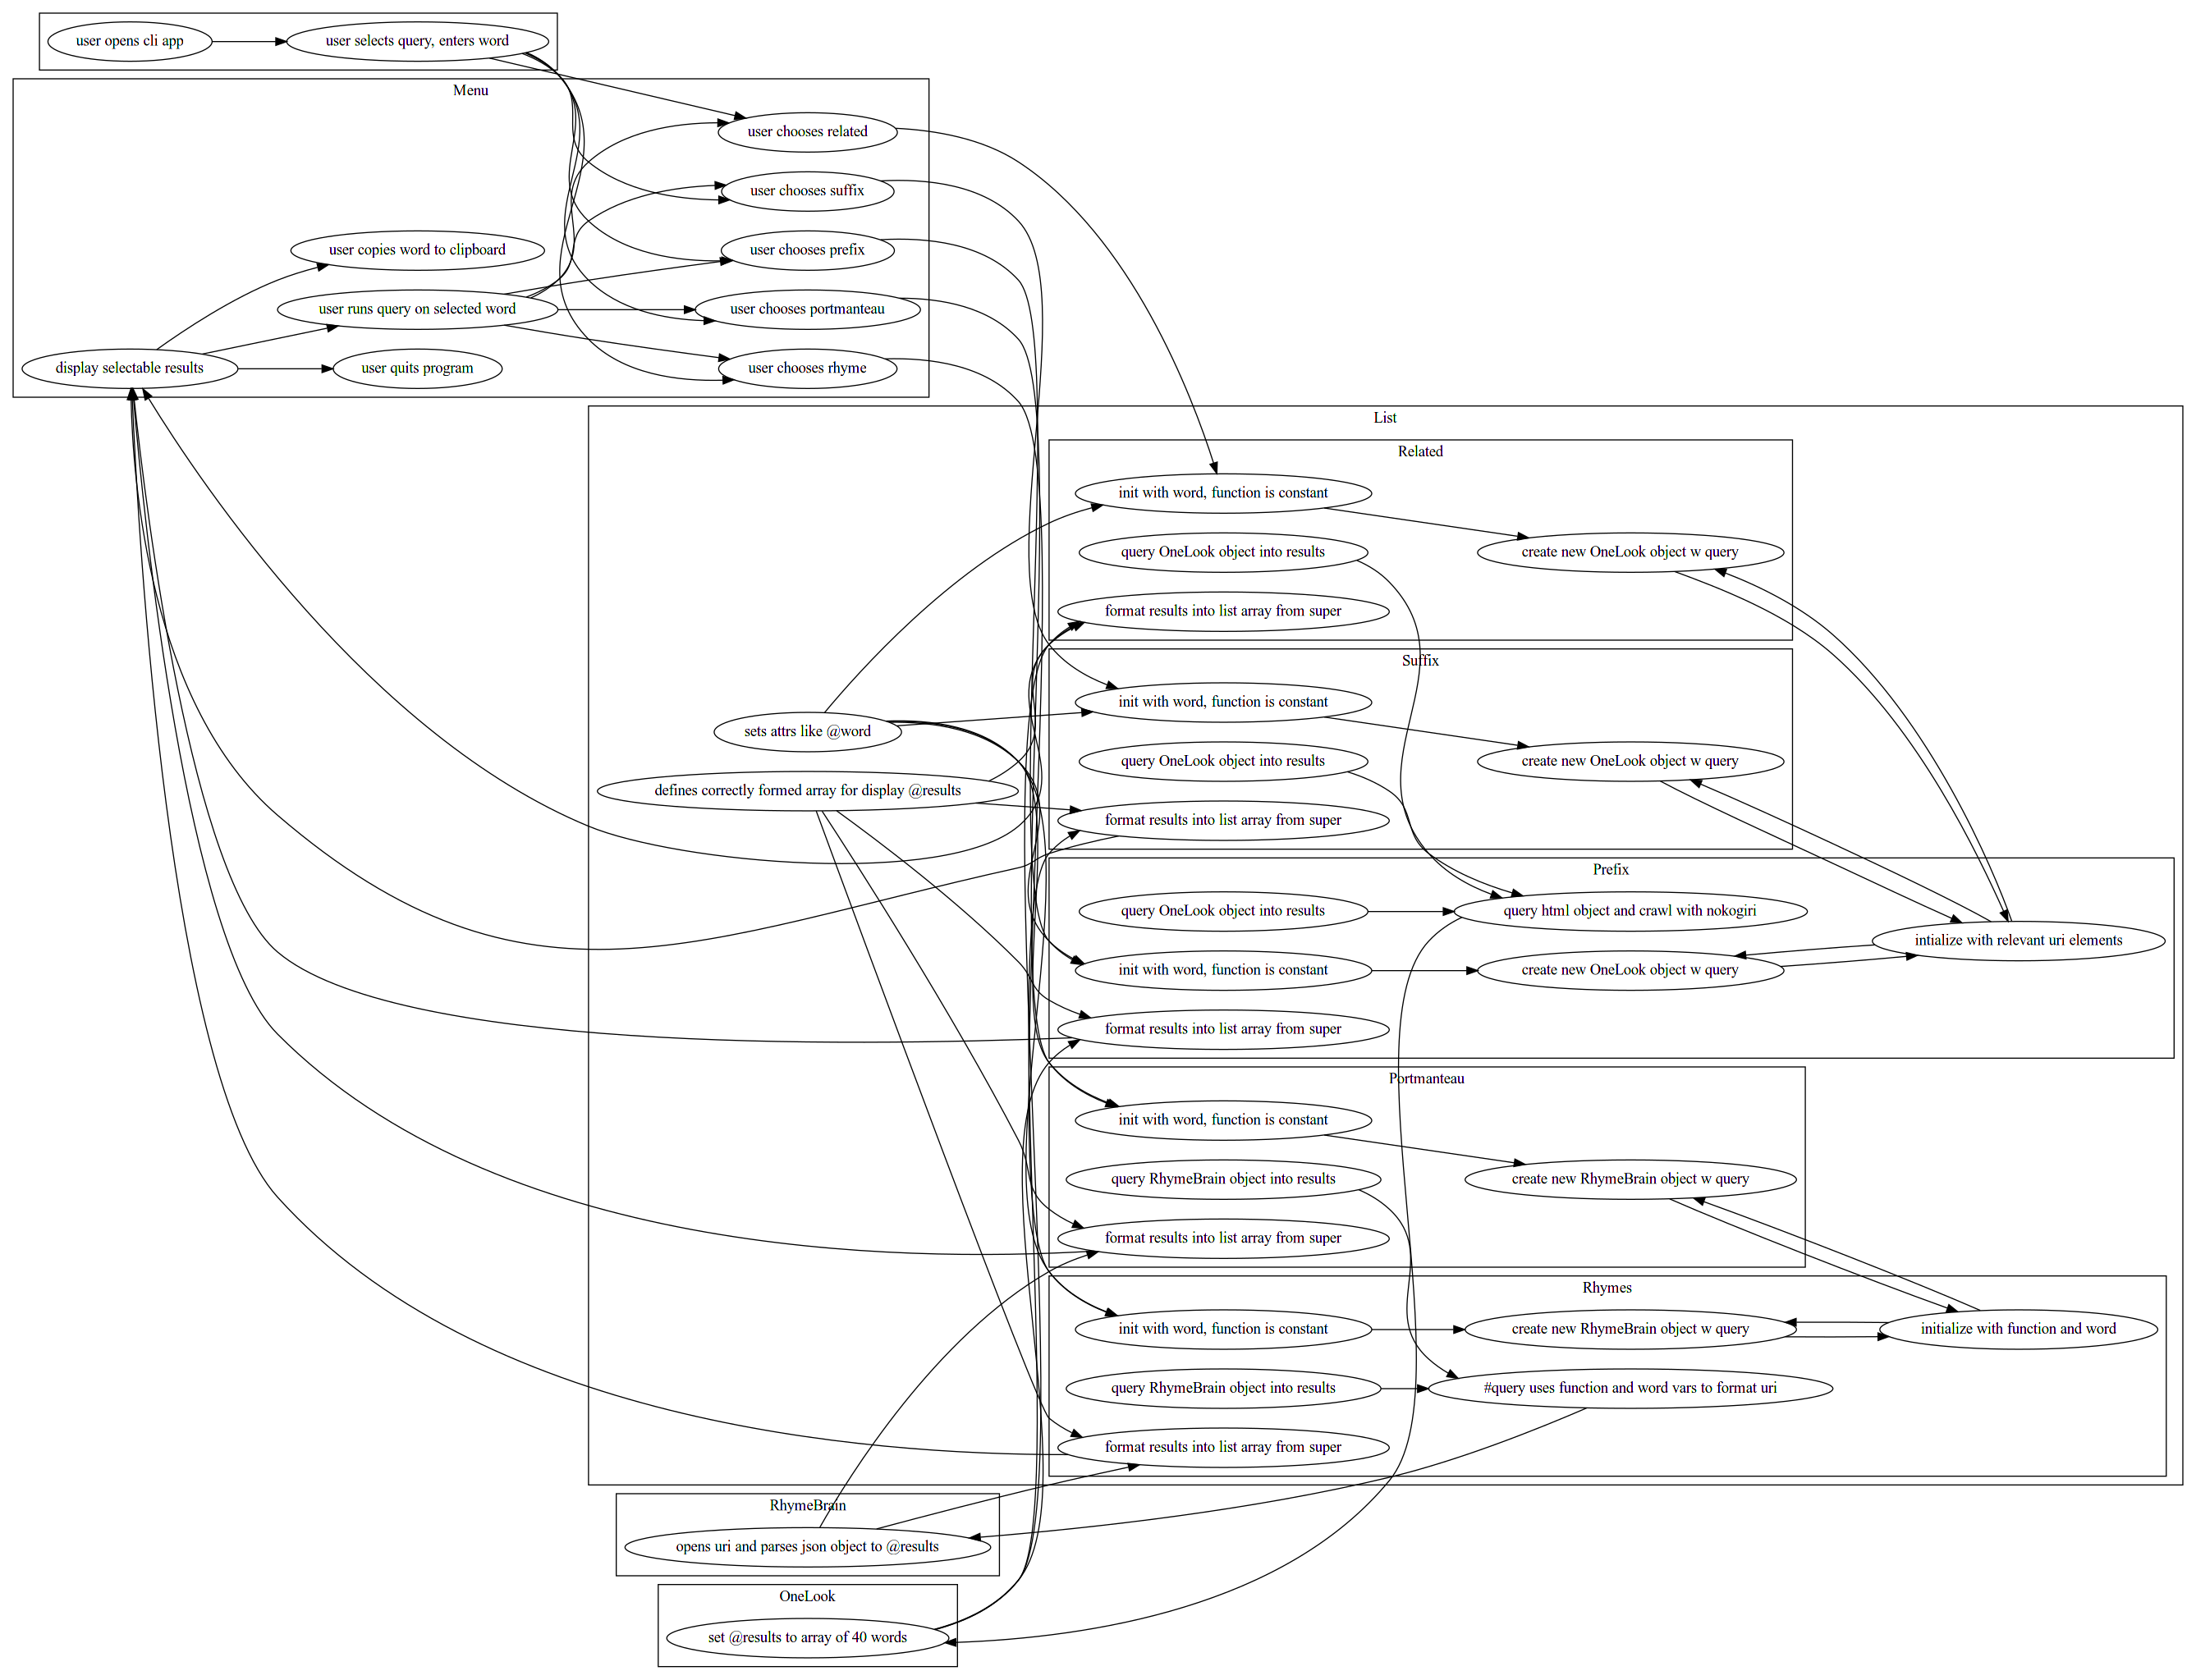 user opens cli app
user selects query, enters word
Menu
user chooses related
user chooses suffix
user copies word to clipboard
user chooses prefix
user runs query on selected word
user chooses portmanteau
display selectable results
user quits program
user chooses rhyme
List
Related
init with word, function is constant
query OneLook object into results
create new OneLook object w query
format results into list array from super
Suffix
init with word, function is constant
sets attrs like @word
query OneLook object into results
create new OneLook object w query
defines correctly formed array for display @results
format results into list array from super
Prefix
query OneLook object into results
query html object and crawl with nokogiri
intialize with relevant uri elements
init with word, function is constant
create new OneLook object w query
format results into list array from super
Portmanteau
init with word, function is constant
query RhymeBrain object into results
create new RhymeBrain object w query
format results into list array from super
Rhymes
init with word, function is constant
create new RhymeBrain object w query
initialize with function and word
query RhymeBrain object into results
#query uses function and word vars to format uri
format results into list array from super
RhymeBrain
opens uri and parses json object to @results
OneLook
set @results to array of 40 words